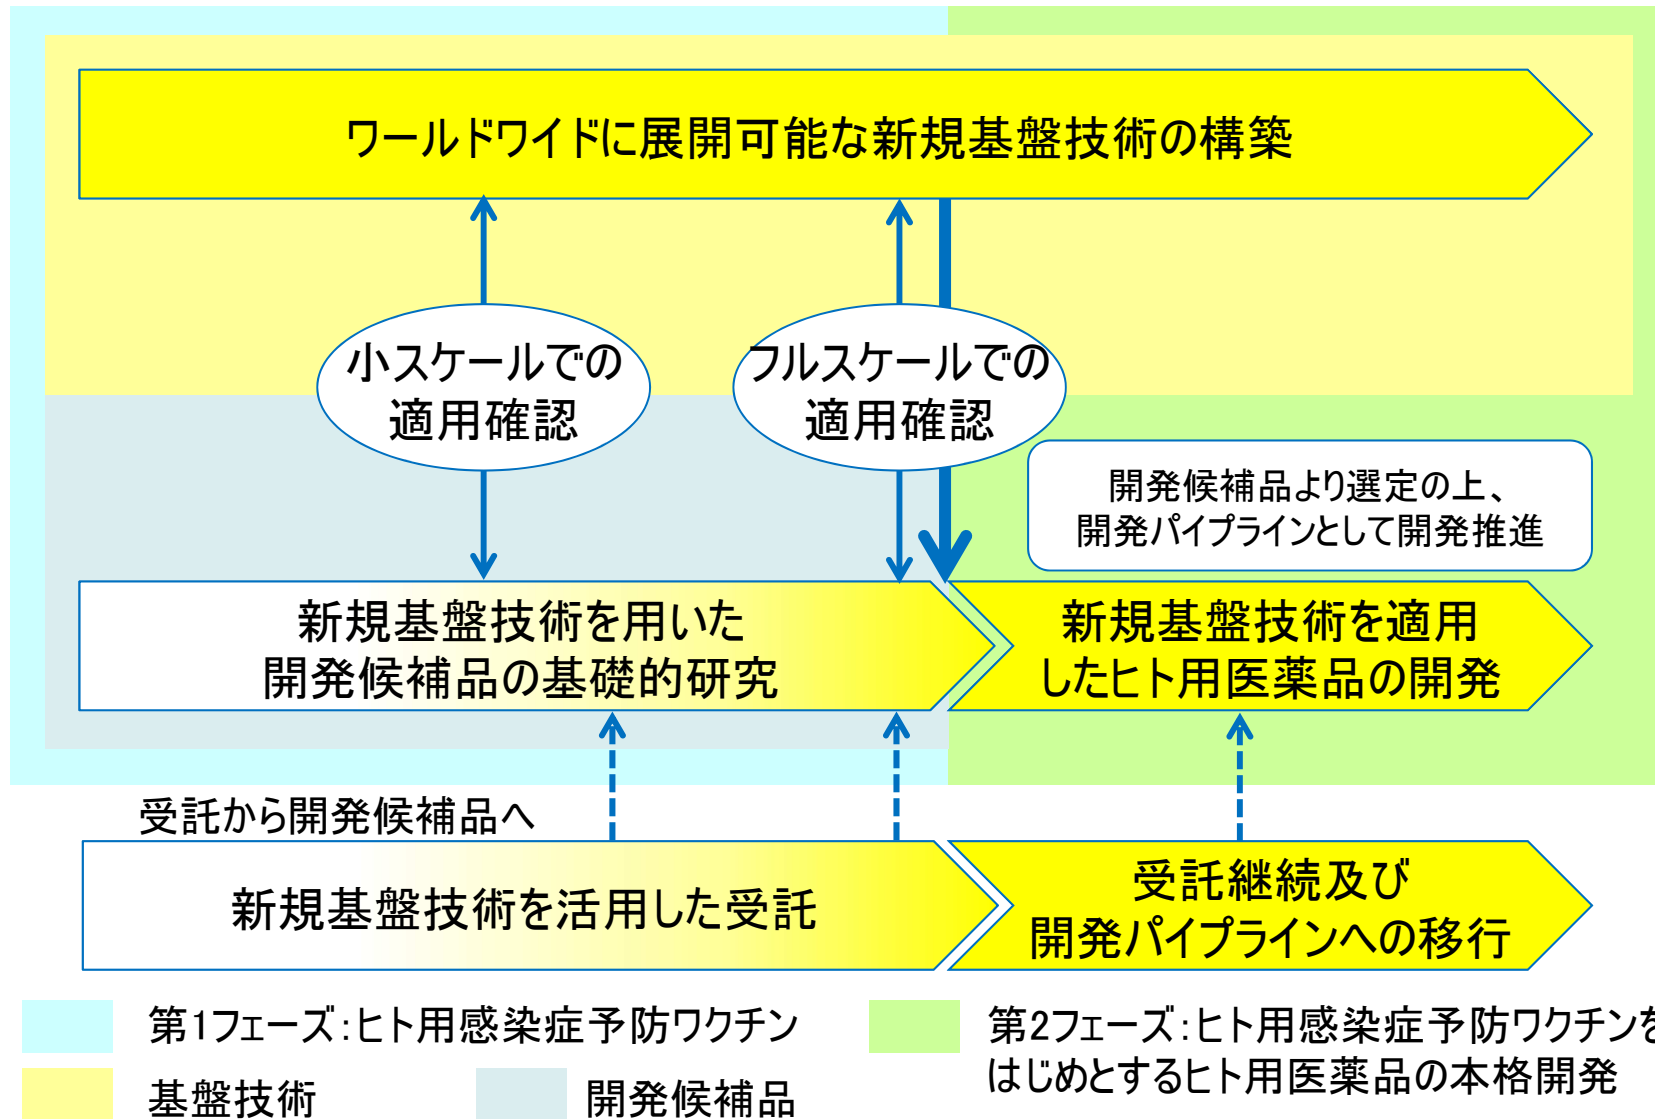 ワールドワイドに展開可能な新規基盤技術の構築
小スケールでの
適用確認
フルスケールでの
適用確認
開発候補品より選定の上、
開発パイプラインとして開発推進
新規基盤技術を用いた
開発候補品の基礎的研究
新規基盤技術を適用
したヒト用医薬品の開発
受託から開発候補品へ
新規基盤技術を活用した受託
受託継続及び
開発パイプラインへの移行
第1フェーズ:ヒト用感染症予防ワクチン
第2フェーズ:ヒト用感染症予防ワクチンを
はじめとするヒト用医薬品の本格開発
基盤技術
開発候補品